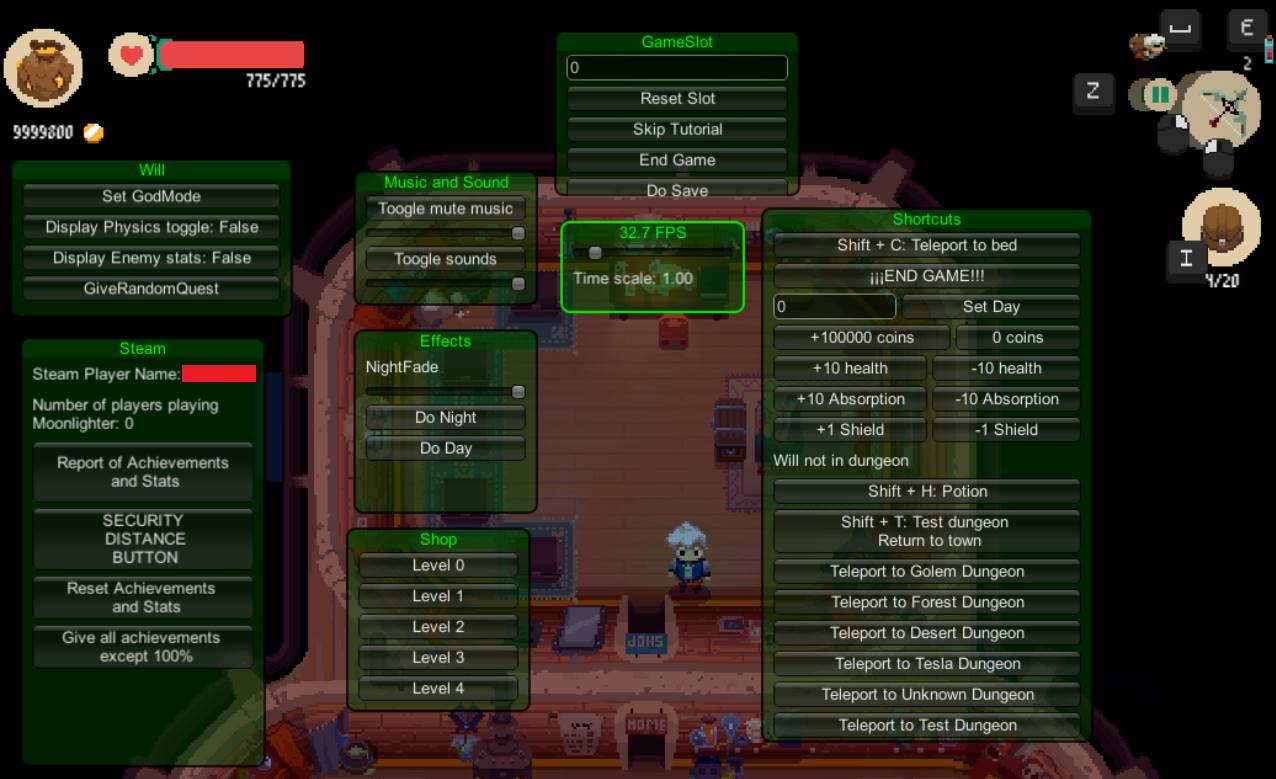 775/775
9999800
Will
Set GodMode
Display Physics toggle: False
Display Enemy stats: False
GiveRandomQuest
Steam
Steam Player Name:
Number of players playing
Moonlighter: 0
Report of Achievements
and Stats
SECURITY
DISTANCE
BUTTON
Reset Achievements
and Stats
Give all achievements
except 100%
Music and Sound
Toogle mute music
Toogle sounds
Effects
NightFade
Do Night
Do Day
Shop
Level 0
Level 1
Level 2
Level 3
Level 4
GameSlot
0
Reset Slot
Skip Tutorial
End Game
Do Save
32.7 FPS
Time scale: 1.00
SHOP
HOME
Shortcuts
Shift + C: Teleport to bed
¡¡¡END GAME!!!
0 Set Day
+100000 coins 0 coins
+10 health -10 health
+10 Absorption -10 Absorption
+1 Shield -1 Shield
Will not in dungeon
Shift + H: Potion
Shift + T: Test dungeon
Return to town
Teleport to Golem Dungeon
Teleport to Forest Dungeon
Teleport to Desert Dungeon
Teleport to Tesla Dungeon
Teleport to Unknown Dungeon
Teleport to Test Dungeon
E
2
Z
I
4/20